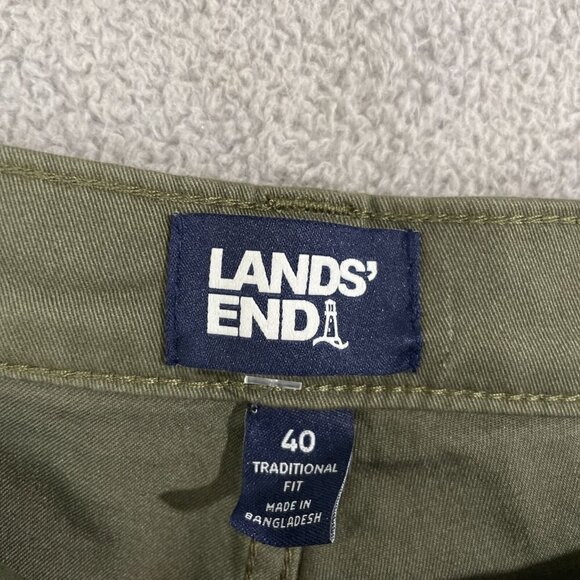 LANDS'
END
40
TRADITIONAL
FIT
MADE IN
BANGLADESH